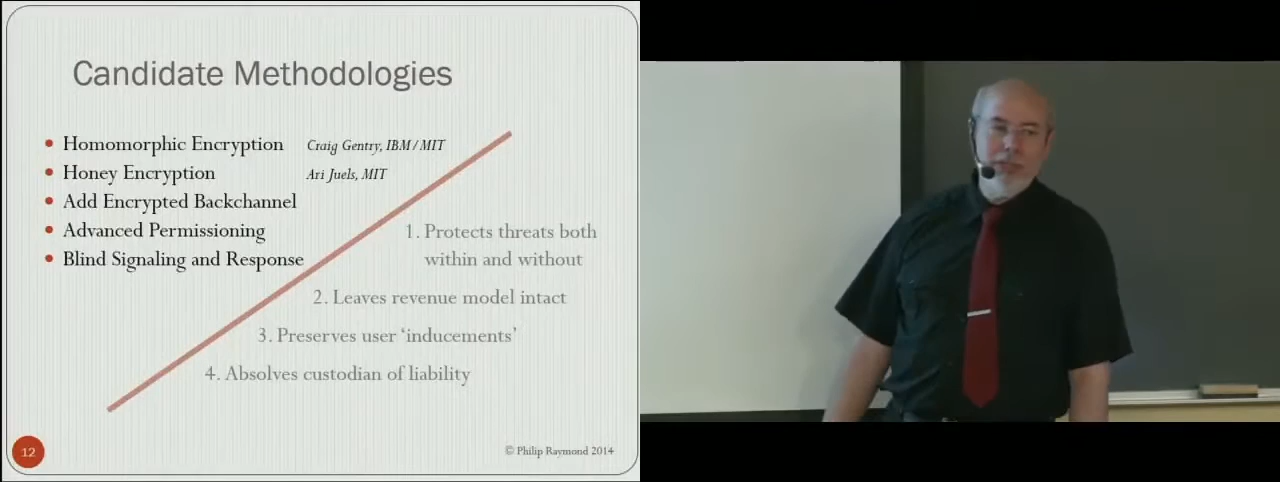 Candidate Methodologies
Homomorphic Encryption Craig Gentry, IBM/MIT
Honey Encryption Ari Juels, MIT
Add Encrypted Backchannel
Advanced Permissioning
Blind Signaling and Response
1. Protects threats both
within and without
2. Leaves revenue model intact
3. Preserves user ‘inducements’
4. Absolves custodian of liability
12
© Philip Raymond 2014